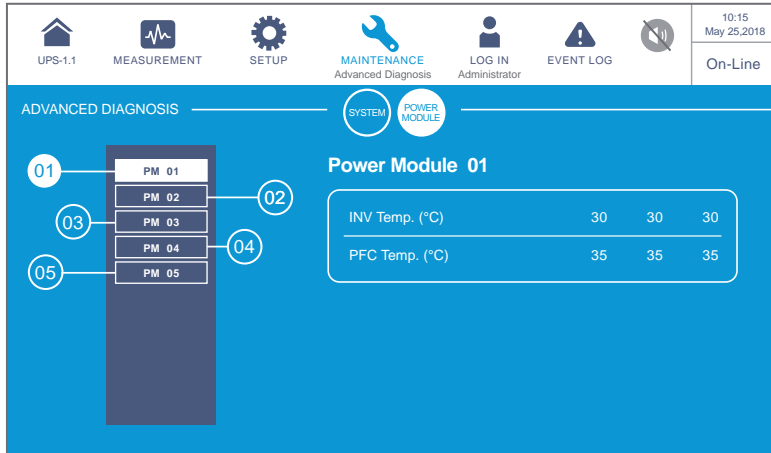 UPS-1.1
MEASUREMENT
SETUP
MAINTENANCE
Advanced Diagnosis
LOG IN
Administrator
EVENT LOG
10:15
May 25,2018
On-Line
ADVANCED DIAGNOSIS
SYSTEM
POWER
MODULE
01
PM 01
PM 02
02
03
PM 03
PM 04
04
05
PM 05
Power Module 01
INV Temp. (°C) 30 30 30
PFC Temp. (°C) 35 35 35